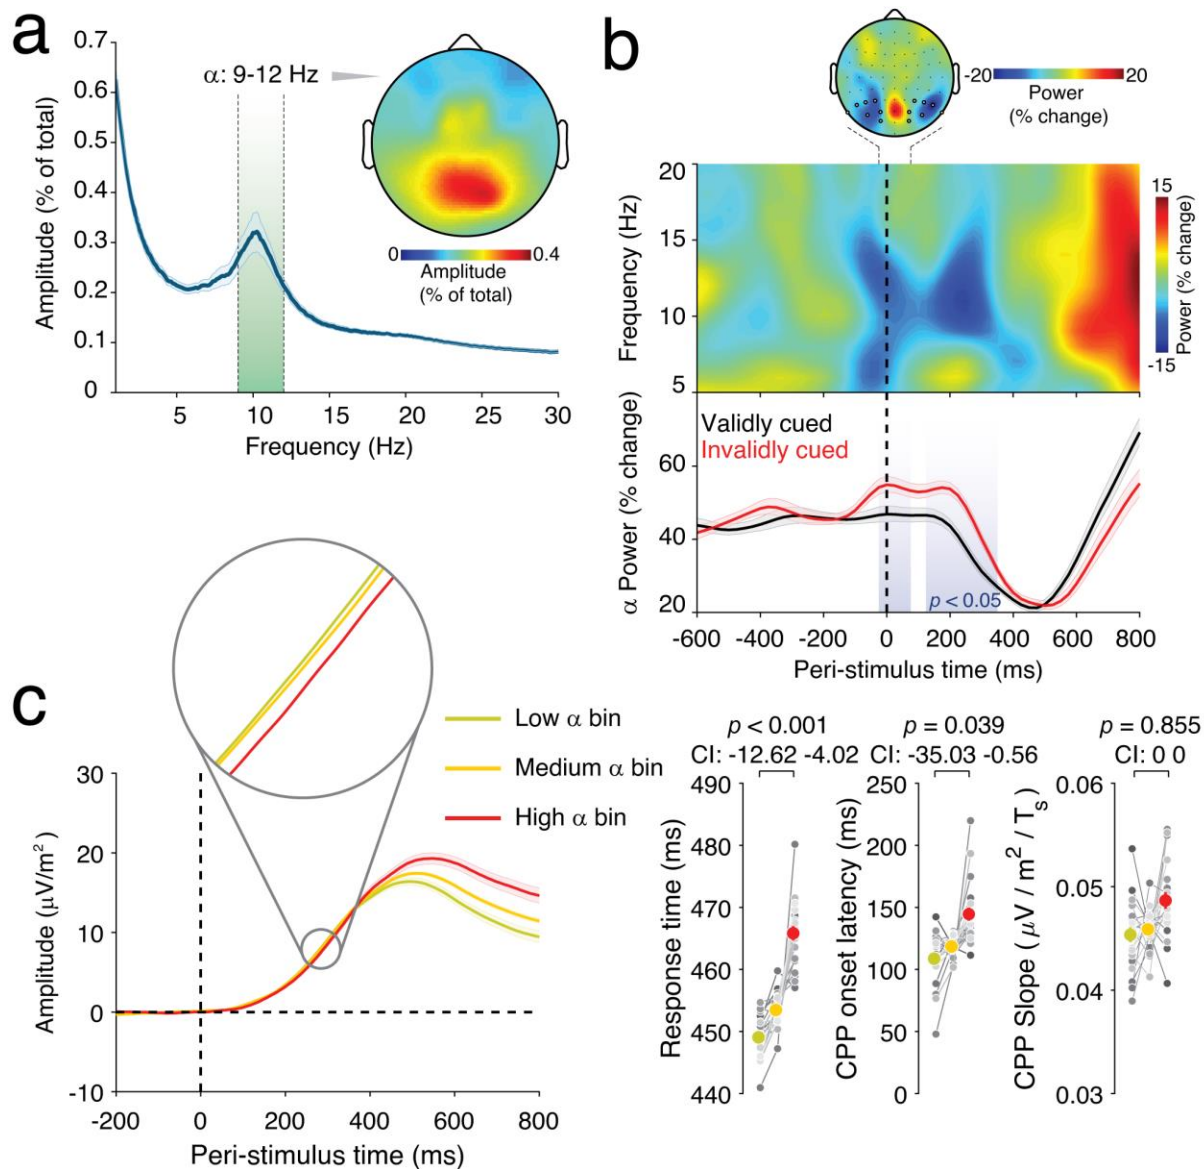 a
0.7
0.6
0.5
0.4
0.3
0.2
0.1
0
Amplitude (% of total)
α: 9-12 Hz
0
0.4
Amplitude
(% of total)
5
10
15
20
25
30
Frequency (Hz)
b
-20
20
Power
(% change)
20
15
10
5
Frequency (Hz)
15
-15
Power (% change)
Validly cued
Invalidly cued
60
40
20
α Power (% change)
p < 0.05
-600
-400
-200
0
200
400
600
800
Peri-stimulus time (ms)
c
Low α bin
Medium α bin
High α bin
30
20
10
0
-10
Amplitude (μV/m²)
-200
0
200
400
600
800
Peri-stimulus time (ms)
p < 0.001
CI: -12.62 -4.02
490
480
470
460
450
440
Response time (ms)
p = 0.039
CI: -35.03 -0.56
250
200
150
100
50
0
CPP onset latency (ms)
p = 0.855
CI: 0 0
0.06
0.05
0.04
0.03
CPP Slope (μV / m² / Tₛ)